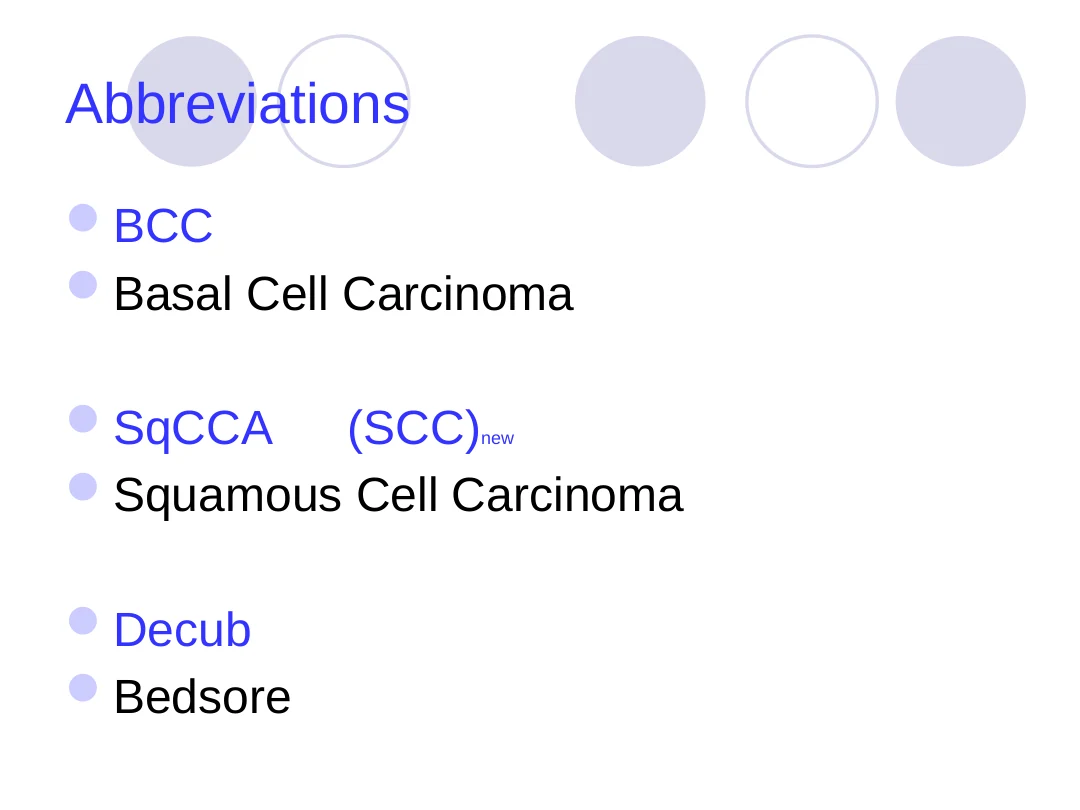 Abbreviations
BCC
Basal Cell Carcinoma
SqCCA (SCC)new
Squamous Cell Carcinoma
Decub
Bedsore